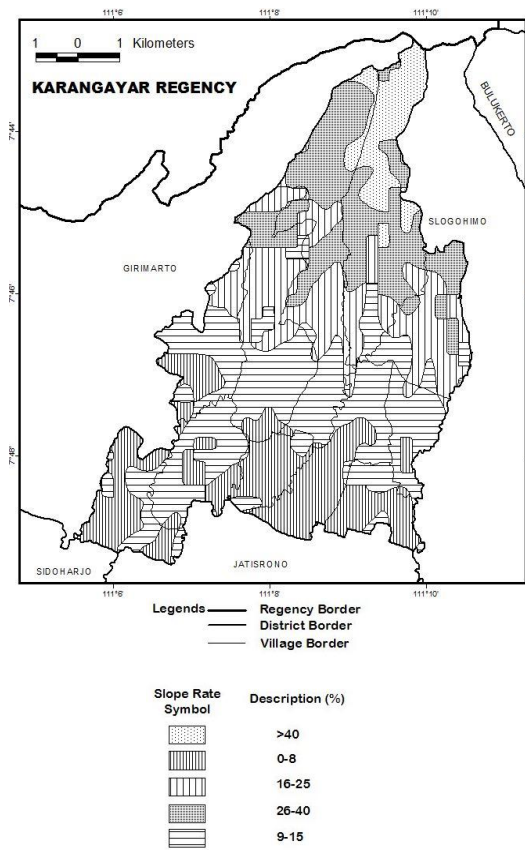 111°6'
111°8'
111°10'
1 0 1 Kilometers
KARANGAYAR REGENCY
BULUKERTO
7°44'
SLOGOHIMO
GIRIMARTO
7°46'
7°48'
SIDOHARJO
JATISRONO
111°6'
111°8'
111°10'
Legends
Regency Border
District Border
Village Border
Slope Rate Symbol
Description (%)
>40
0-8
16-25
26-40
9-15